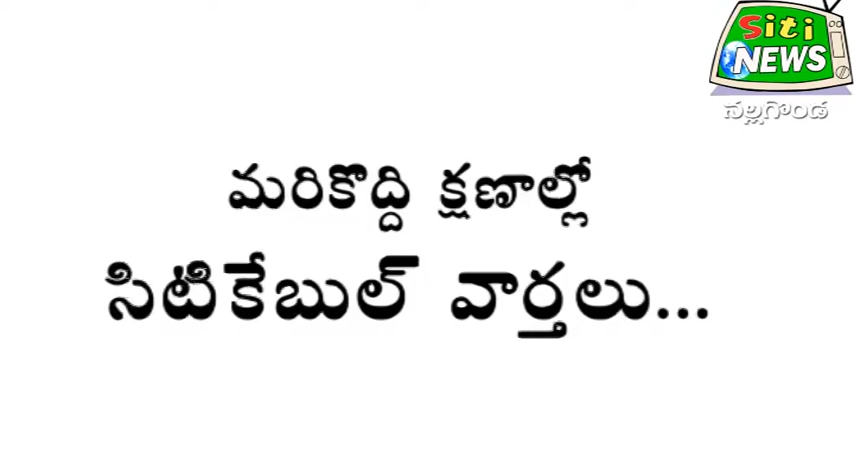 Siti
NEWS
నల్లగొండ
మరికొద్ది క్షణాల్లో
సిటికేబుల్ వార్తలు...